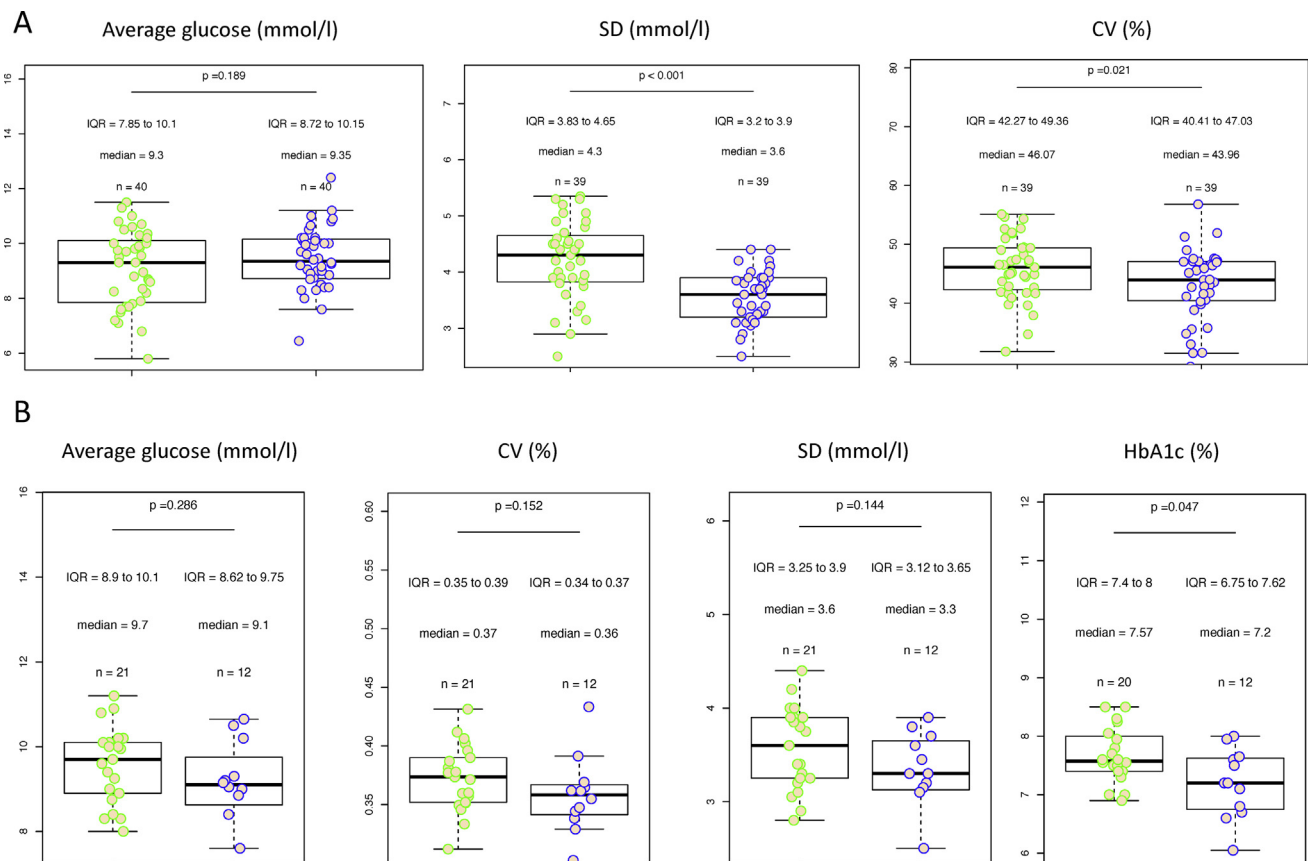 A
Average glucose (mmol/l)
SD (mmol/l)
CV (%)
p =0.189
IQR = 7.85 to 10.1
IQR = 8.72 to 10.15
median = 9.3
median = 9.35
n = 40
n = 40
16
14
12
10
8
6
p < 0.001
IQR = 3.83 to 4.65
IQR = 3.2 to 3.9
median = 4.3
median = 3.6
n = 39
n = 39
7
6
5
4
3
p =0.021
IQR = 42.27 to 49.36
IQR = 40.41 to 47.03
median = 46.07
median = 43.96
n = 39
n = 39
80
70
60
50
40
30
B
Average glucose (mmol/l)
CV (%)
SD (mmol/l)
HbA1c (%)
p =0.286
IQR = 8.9 to 10.1
IQR = 8.62 to 9.75
median = 9.7
median = 9.1
n = 21
n = 12
16
14
12
10
8
p =0.152
IQR = 0.35 to 0.39
IQR = 0.34 to 0.37
median = 0.37
median = 0.36
n = 21
n = 12
0.60
0.55
0.50
0.45
0.40
0.35
p =0.144
IQR = 3.25 to 3.9
IQR = 3.12 to 3.65
median = 3.6
median = 3.3
n = 21
n = 12
6
5
4
3
p =0.047
IQR = 7.4 to 8
IQR = 6.75 to 7.62
median = 7.57
median = 7.2
n = 20
n = 12
12
11
10
9
8
7
6